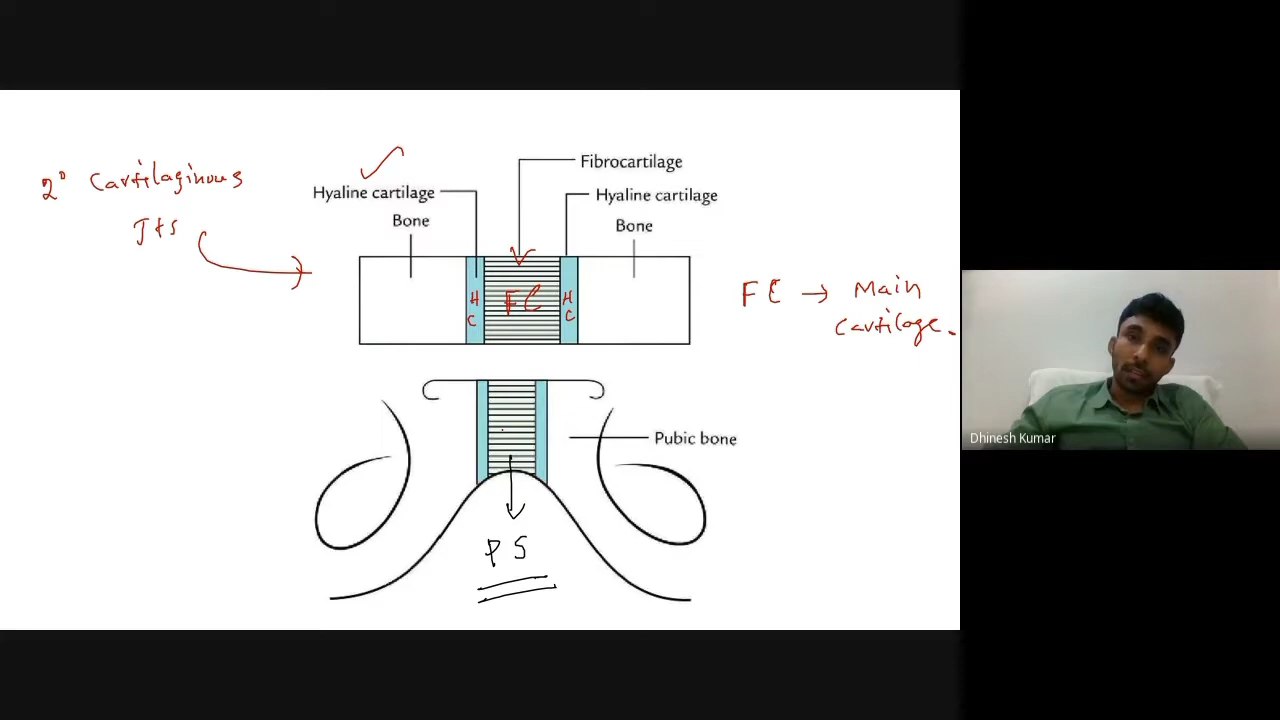 2° Cartilaginous
Jts
Fibrocartilage
Hyaline cartilage
Hyaline cartilage
Bone
Bone
H
C
FC
H
C
FC → Main
Cartilage.
Pubic bone
PS
Dhinesh Kumar